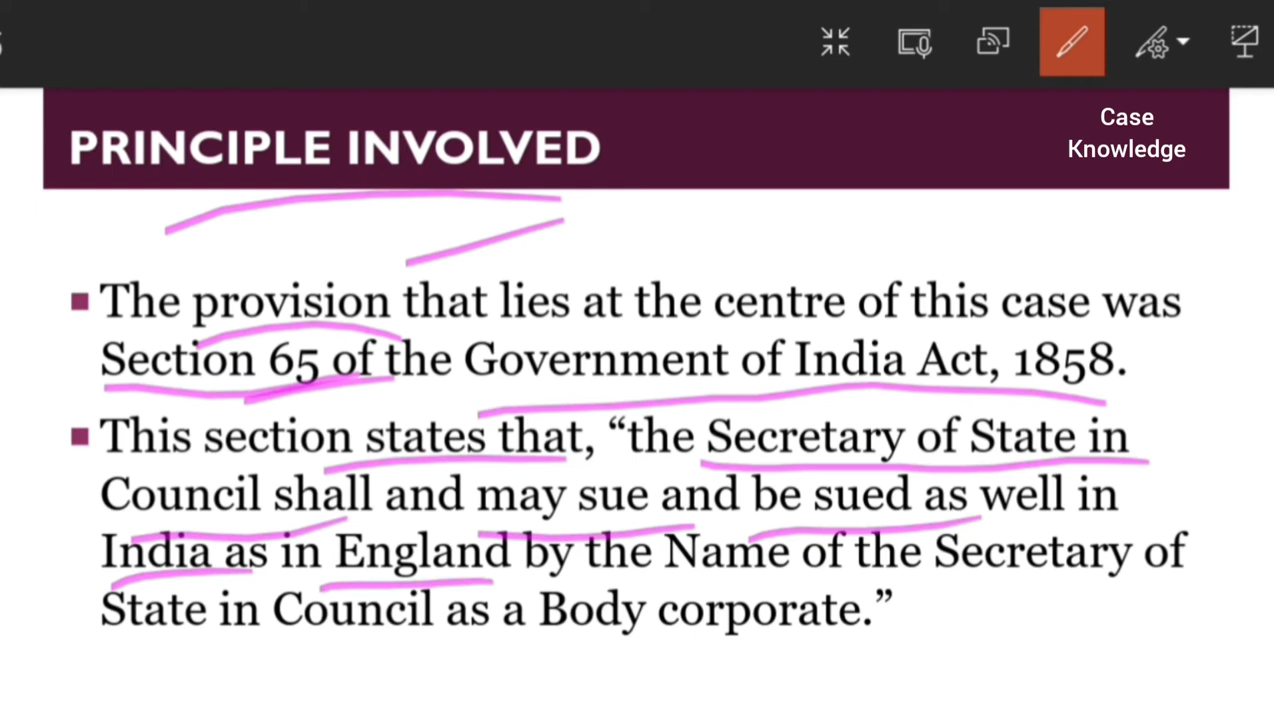 Case
Knowledge
PRINCIPLE INVOLVED
The provision that lies at the centre of this case was
Section 65 of the Government of India Act, 1858.
This section states that, “the Secretary of State in
Council shall and may sue and be sued as well in
India as in England by the Name of the Secretary of
State in Council as a Body corporate.”